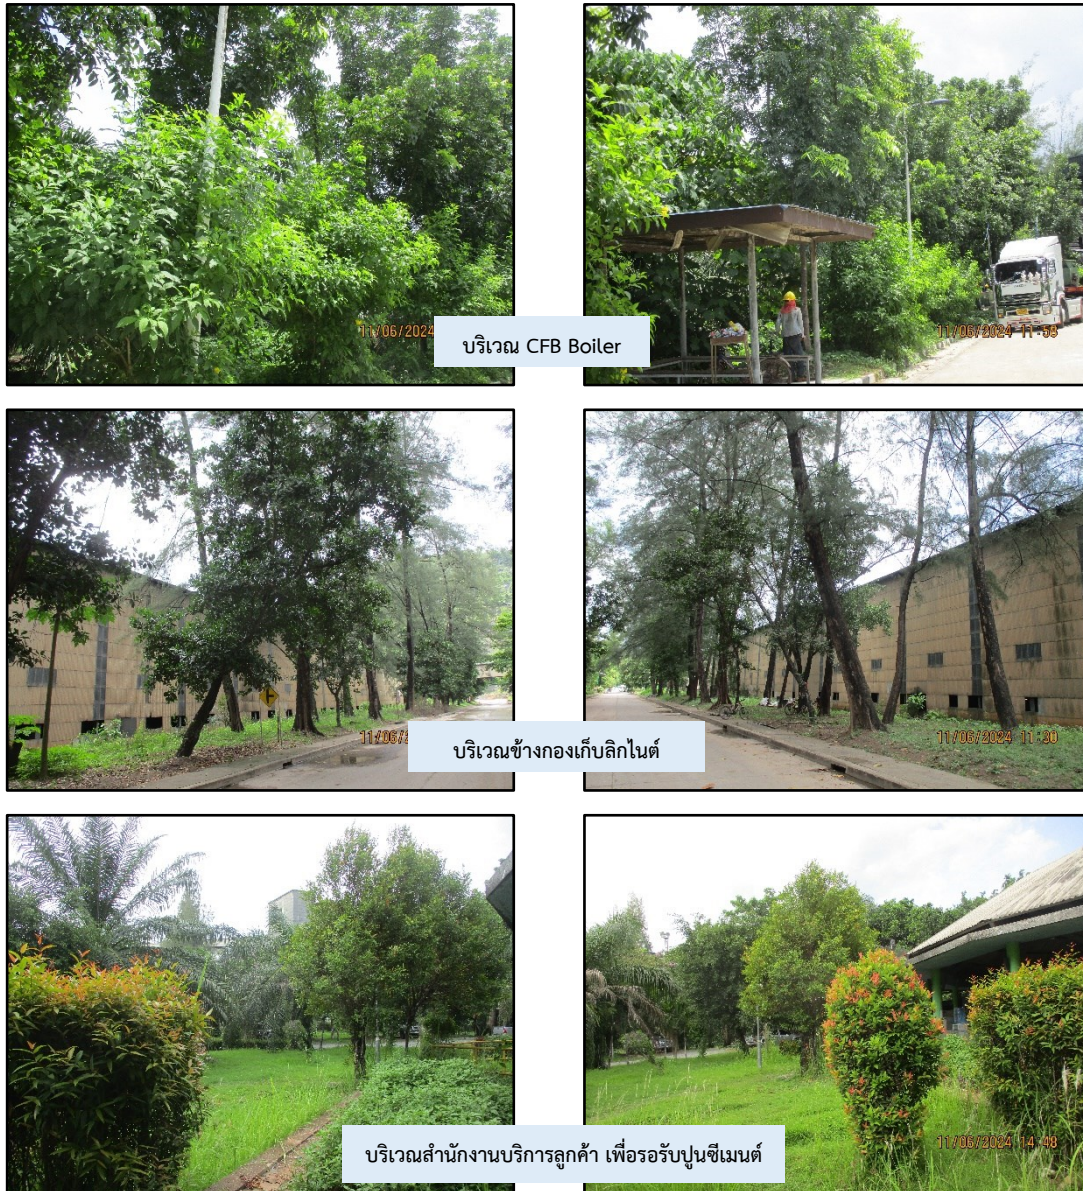 11/06/2024
11/06/2024 11:58
บริเวณ CFB Boiler
11/06/2024 11:30
บริเวณข้างกองเก็บลิกไนต์
11/06/2024 14:48
บริเวณสำนักงานบริการลูกค้า เพื่อรอรับปูนซีเมนต์